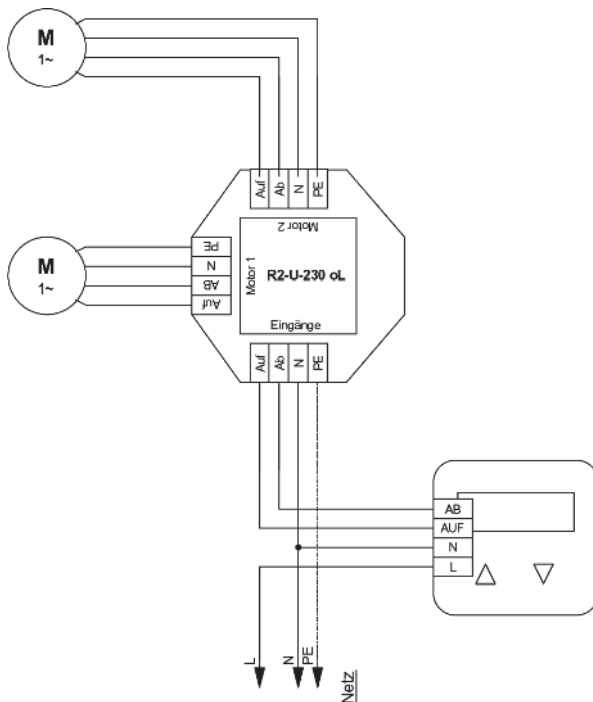 M
1~
Auf
Ab
N
PE
Motor 2
M
1~
PE
N
AB
Auf
Motor 1
R2-U-230 oL
Eingänge
Auf
Ab
N
PE
AB
AUF
N
L
L
N
PE
Netz